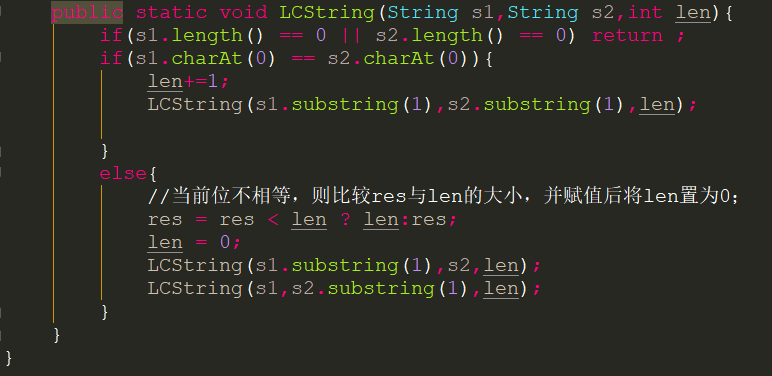 public static void LCString(String s1,String s2,int len){
if(s1.length() == 0 || s2.length() == 0) return ;
if(s1.charAt(0) == s2.charAt(0)){
len+=1;
LCString(s1.substring(1),s2.substring(1),len);
}
else{
//当前位不相等，则比较res与len的大小，并赋值后将len置为0;
res = res < len ? len:res;
len = 0;
LCString(s1.substring(1),s2,len);
LCString(s1,s2.substring(1),len);
}
}
}